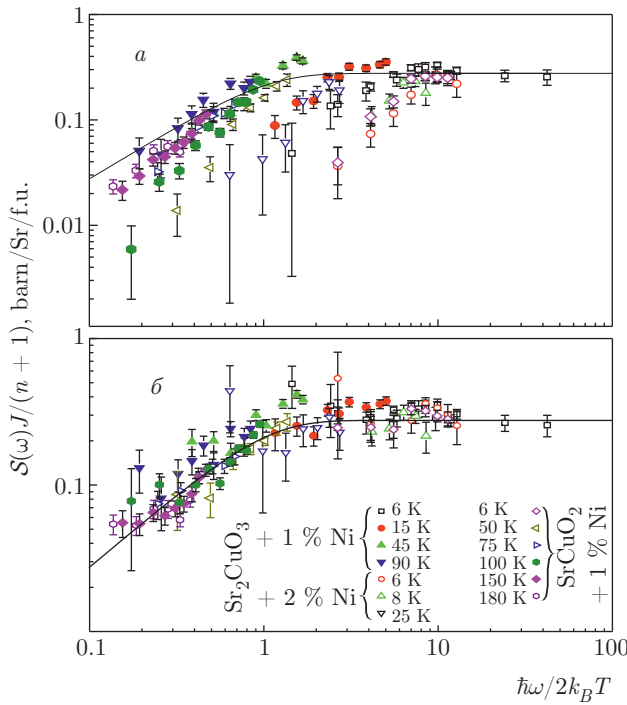 1
а
0.1
0.01
S(ω)J/(n + 1), barn/Sr/f.u.
1
б
0.1
Sr₂CuO₃
+ 1 % Ni
6 K
15 K
45 K
90 K
+ 2 % Ni
6 K
8 K
25 K
6 K
50 K
75 K
100 K
150 K
180 K
SrCuO₂
+ 1 % Ni
0.1 1 10 100
ℏω/2k_BT